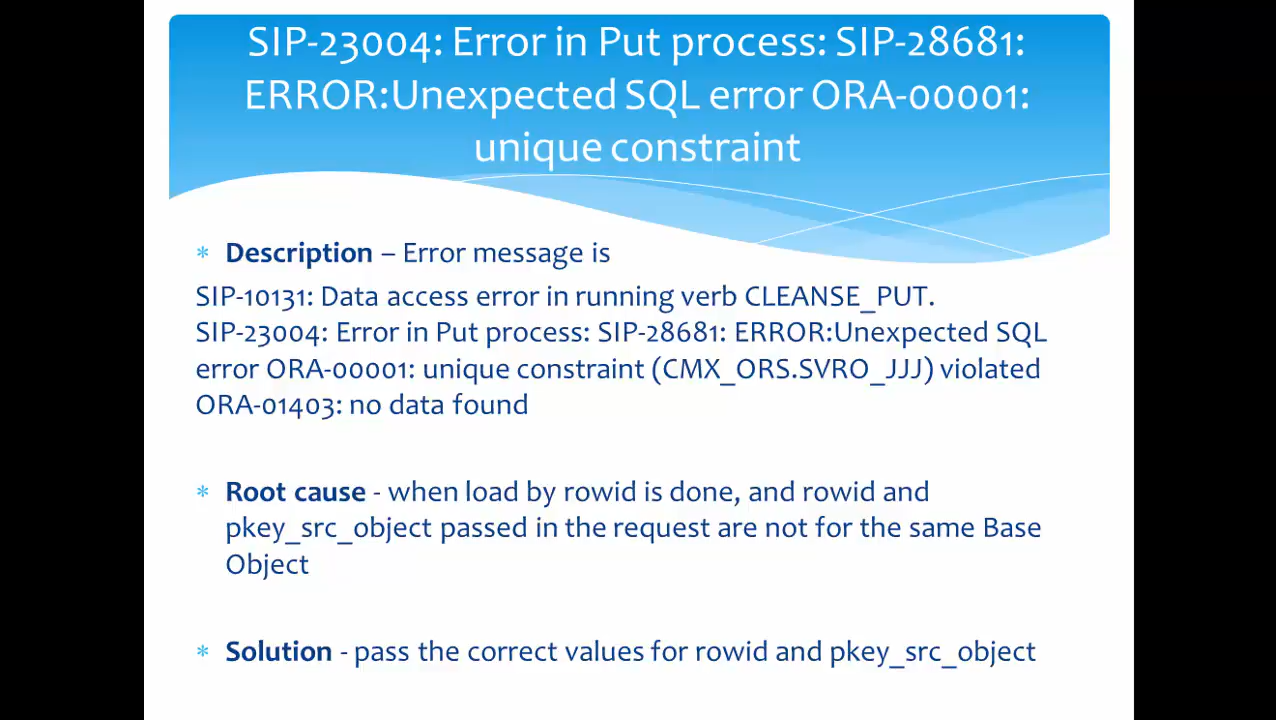 SIP-23004: Error in Put process: SIP-28681:
ERROR:Unexpected SQL error ORA-00001:
unique constraint
* Description – Error message is
SIP-10131: Data access error in running verb CLEANSE_PUT.
SIP-23004: Error in Put process: SIP-28681: ERROR:Unexpected SQL
error ORA-00001: unique constraint (CMX_ORS.SVRO_JJJ) violated
ORA-01403: no data found
* Root cause - when load by rowid is done, and rowid and
pkey_src_object passed in the request are not for the same Base
Object
* Solution - pass the correct values for rowid and pkey_src_object